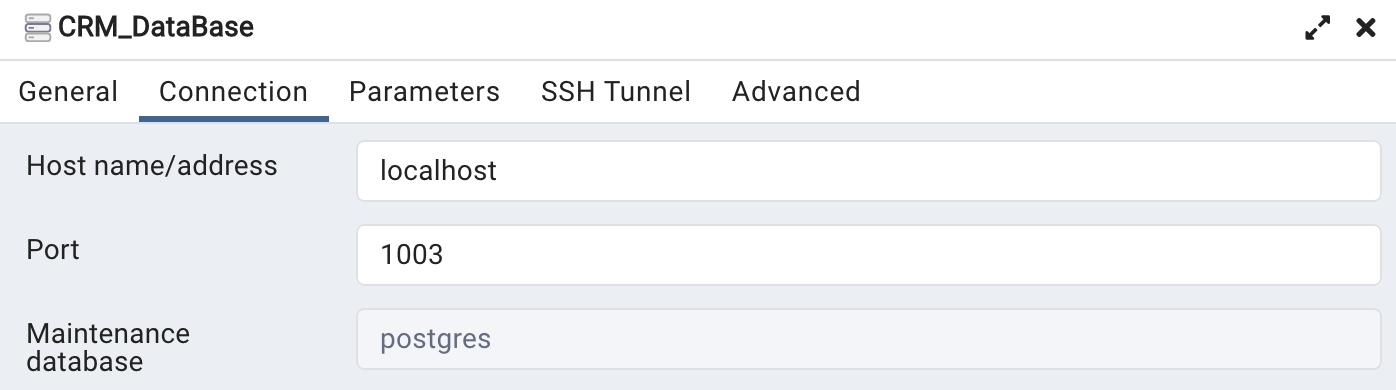 CRM_DataBase
General Connection Parameters SSH Tunnel Advanced
Host name/address localhost
Port 1003
Maintenance database postgres